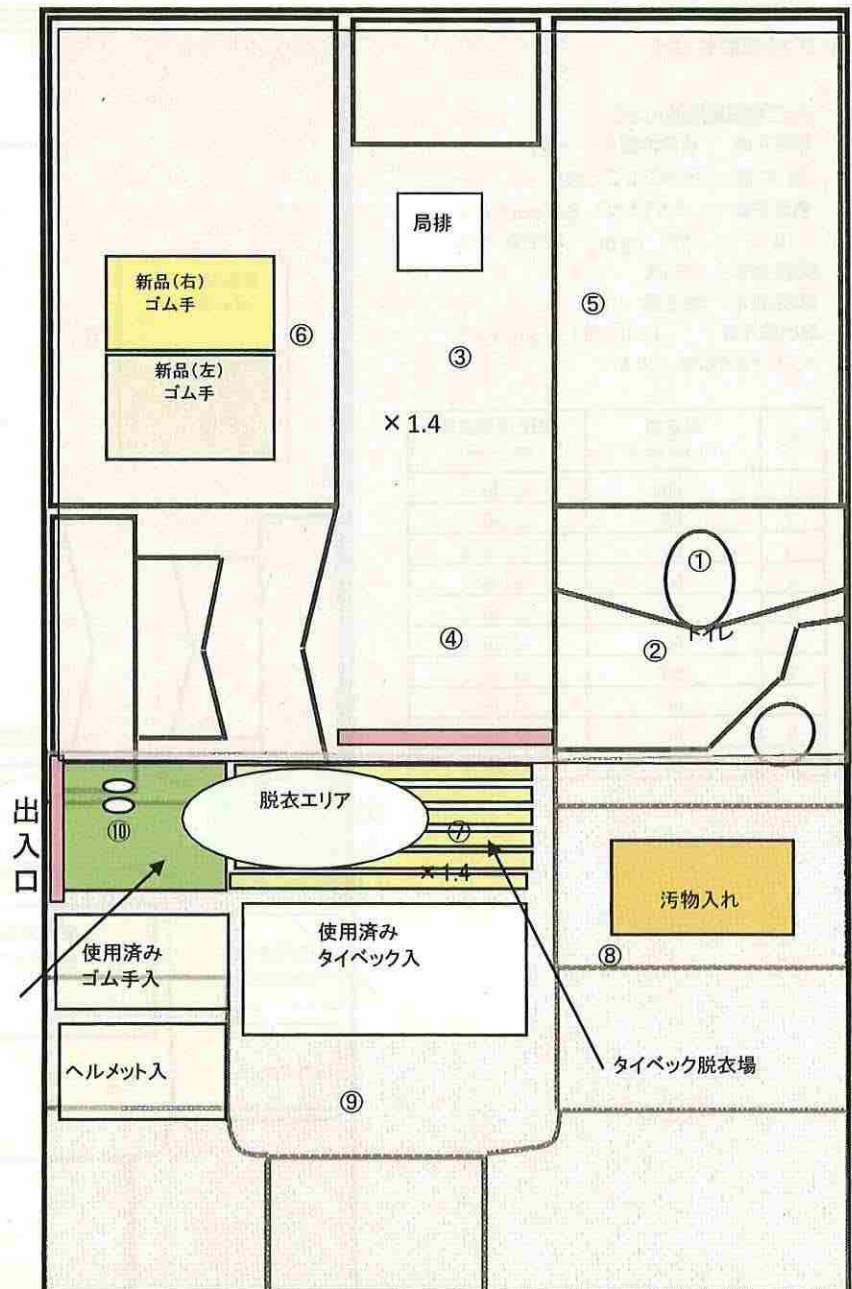 局排
新品(右)
ゴム手
⑥
新品(左)
ゴム手
⑤
③
× 1.4
①
④
②
トイレ
出入口
脱衣エリア
⑩
⑦
× 1.4
汚物入れ
使用済み
ゴム手入
使用済み
タイベック入
⑧
ヘルメット入
タイベック脱衣場
⑨